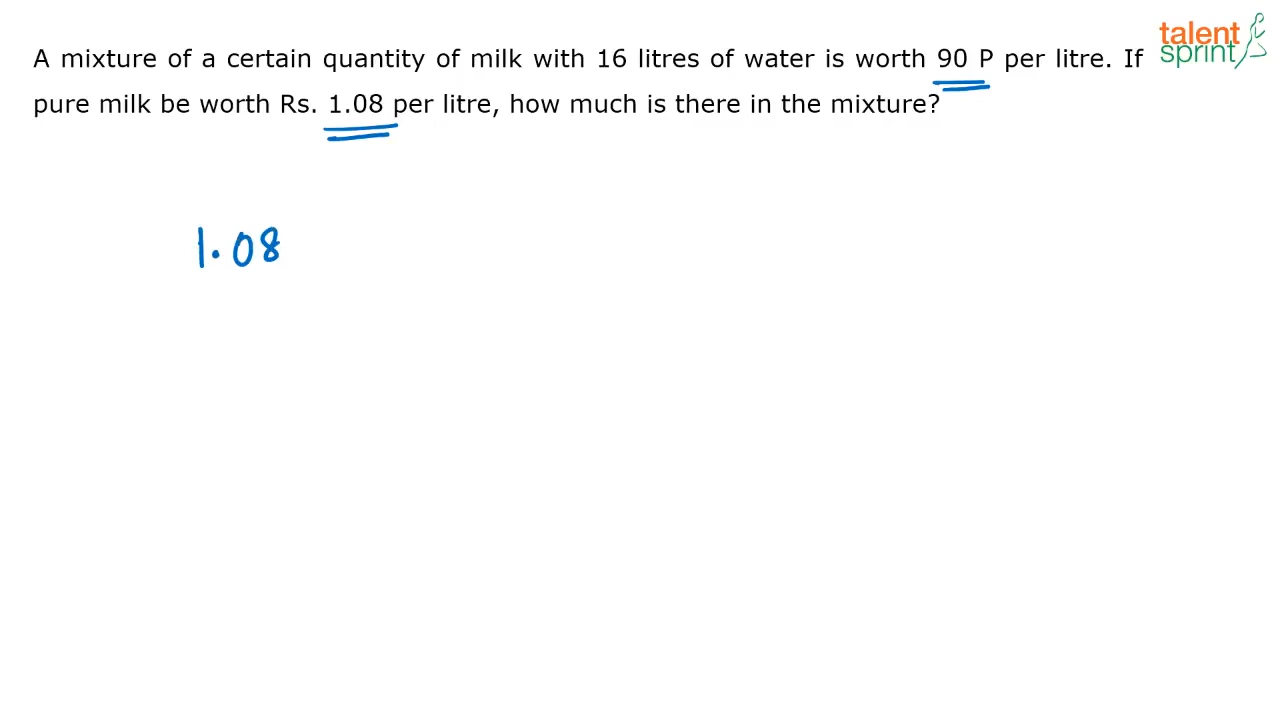 talent
sprint
A mixture of a certain quantity of milk with 16 litres of water is worth 90 P per litre. If
pure milk be worth Rs. 1.08 per litre, how much is there in the mixture?
1.08